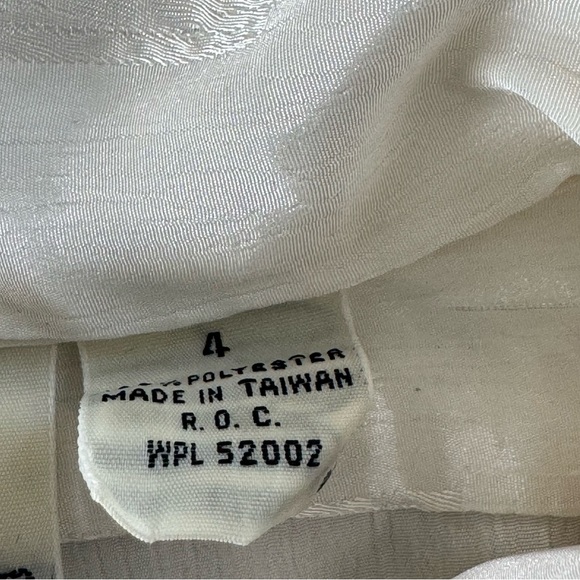 4
POLYESTER
MADE IN TAIWAN
R. O. C.
WPL 52002